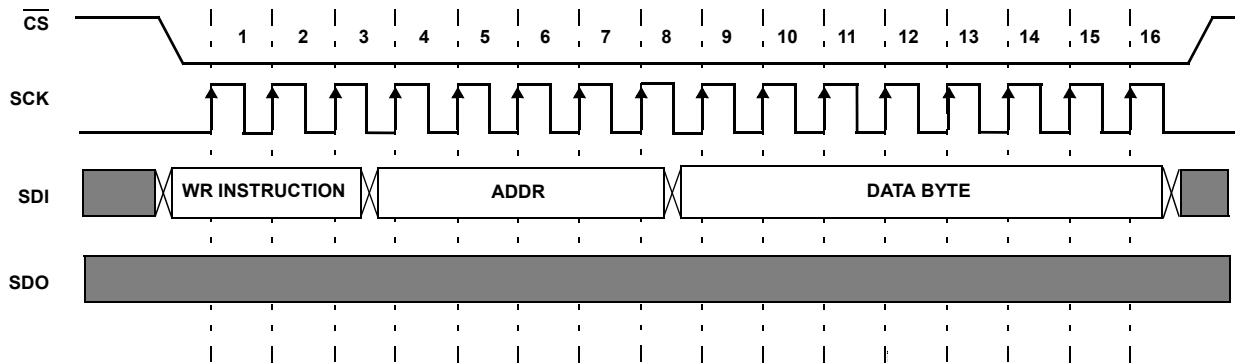 CS
1 2 3 4 5 6 7 8 9 10 11 12 13 14 15 16
SCK
SDI WR INSTRUCTION ADDR DATA BYTE
SDO